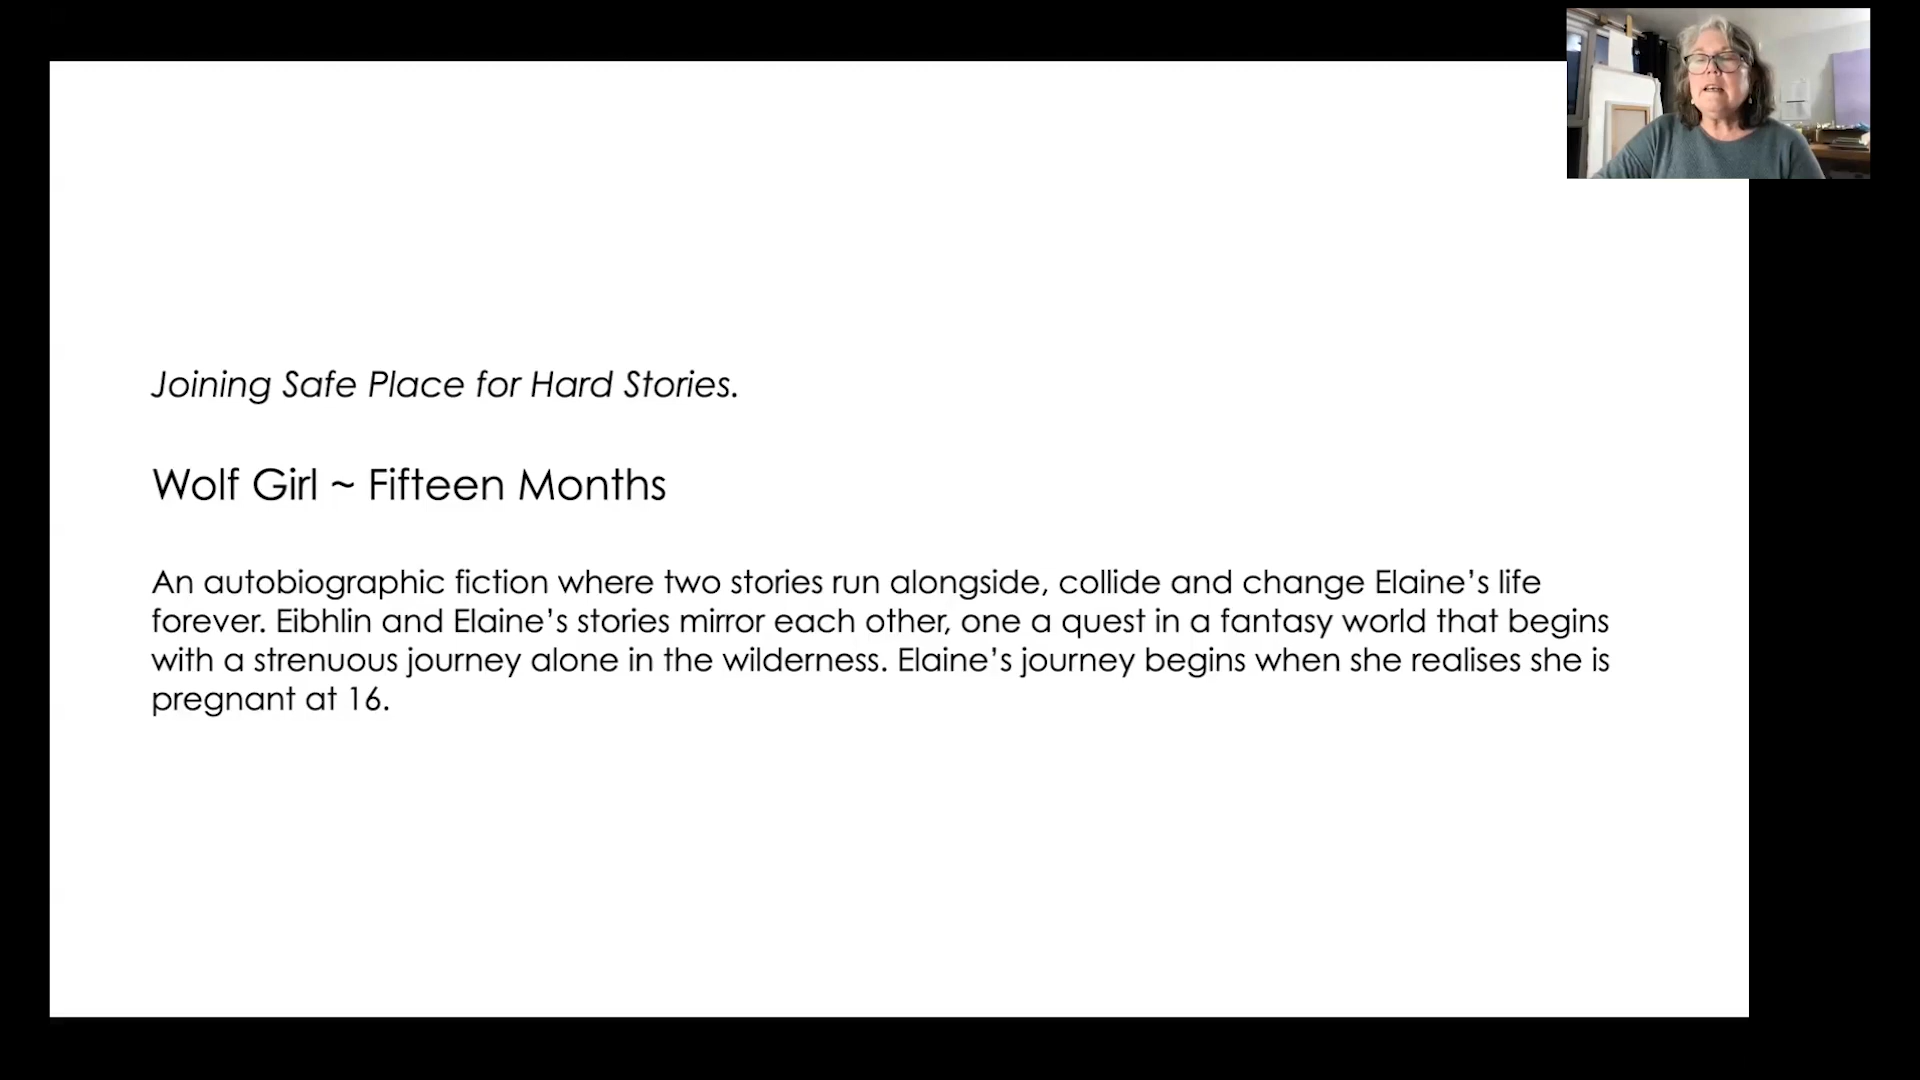 Joining Safe Place for Hard Stories.
Wolf Girl ~ Fifteen Months
An autobiographic fiction where two stories run alongside, collide and change Elaine’s life
forever. Eibhlin and Elaine’s stories mirror each other, one a quest in a fantasy world that begins
with a strenuous journey alone in the wilderness. Elaine’s journey begins when she realises she is
pregnant at 16.